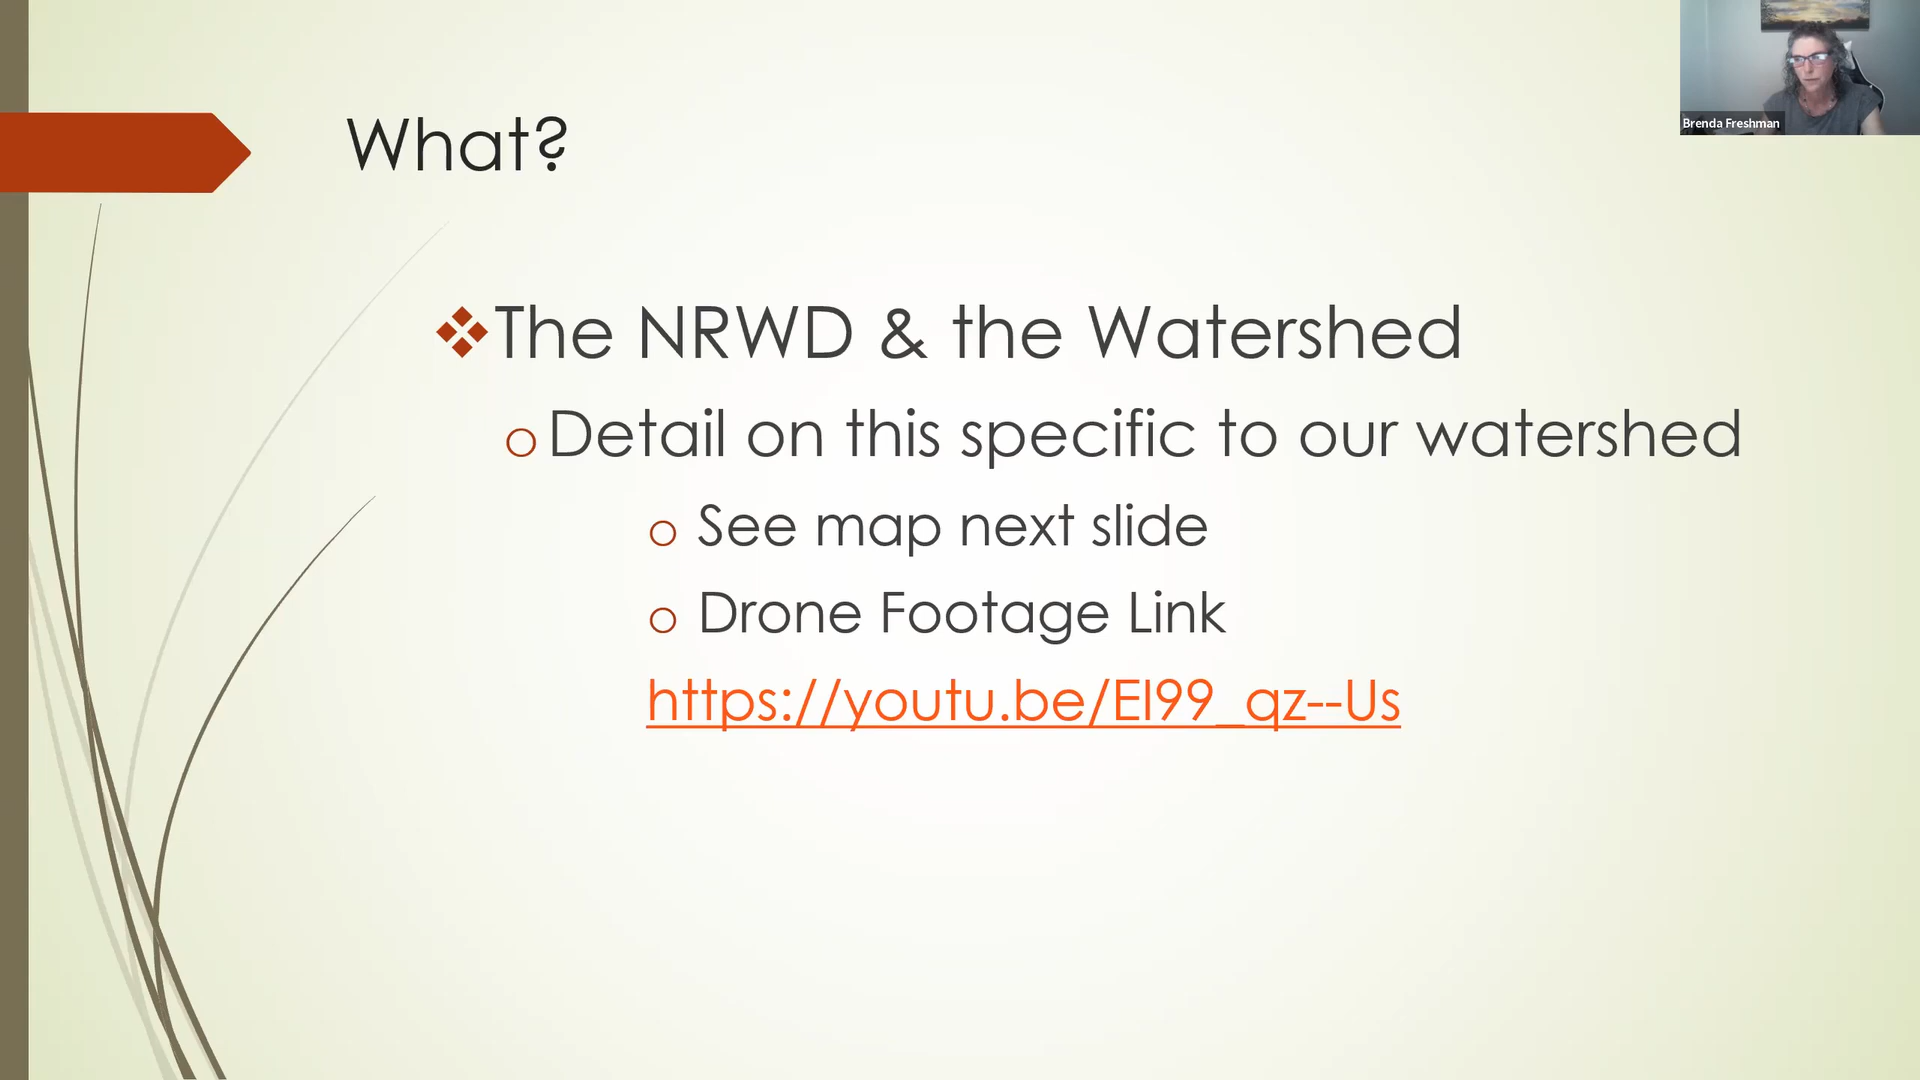 Brenda Freshman
What?
The NRWD & the Watershed
Detail on this specific to our watershed
See map next slide
Drone Footage Link
https://youtu.be/El99_qz--Us